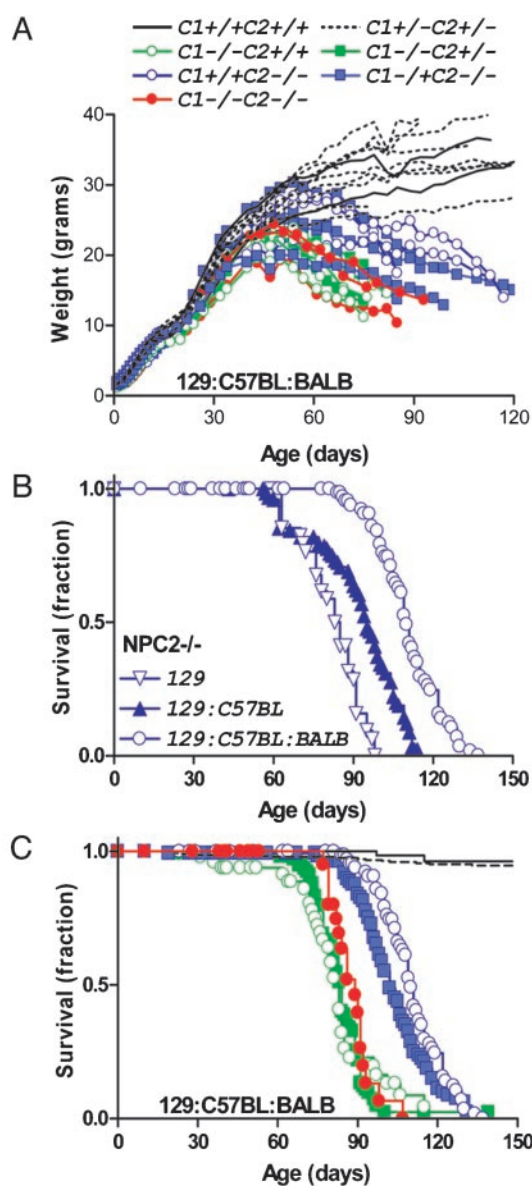 A
C1+/+C2+/+ C1+/-C2+/-
C1-/-C2+/+ C1-/-C2+/-
C1+/+C2-/- C1-/+C2-/-
C1-/-C2-/-
40
30
20
10
0
Weight (grams)
129:C57BL:BALB
0 30 60 90 120
Age (days)
B
1.0
0.5
0.0
Survival (fraction)
NPC2-/-
129
129:C57BL
129:C57BL:BALB
0 30 60 90 120 150
Age (days)
C
1.0
0.5
0.0
Survival (fraction)
129:C57BL:BALB
0 30 60 90 120 150
Age (days)